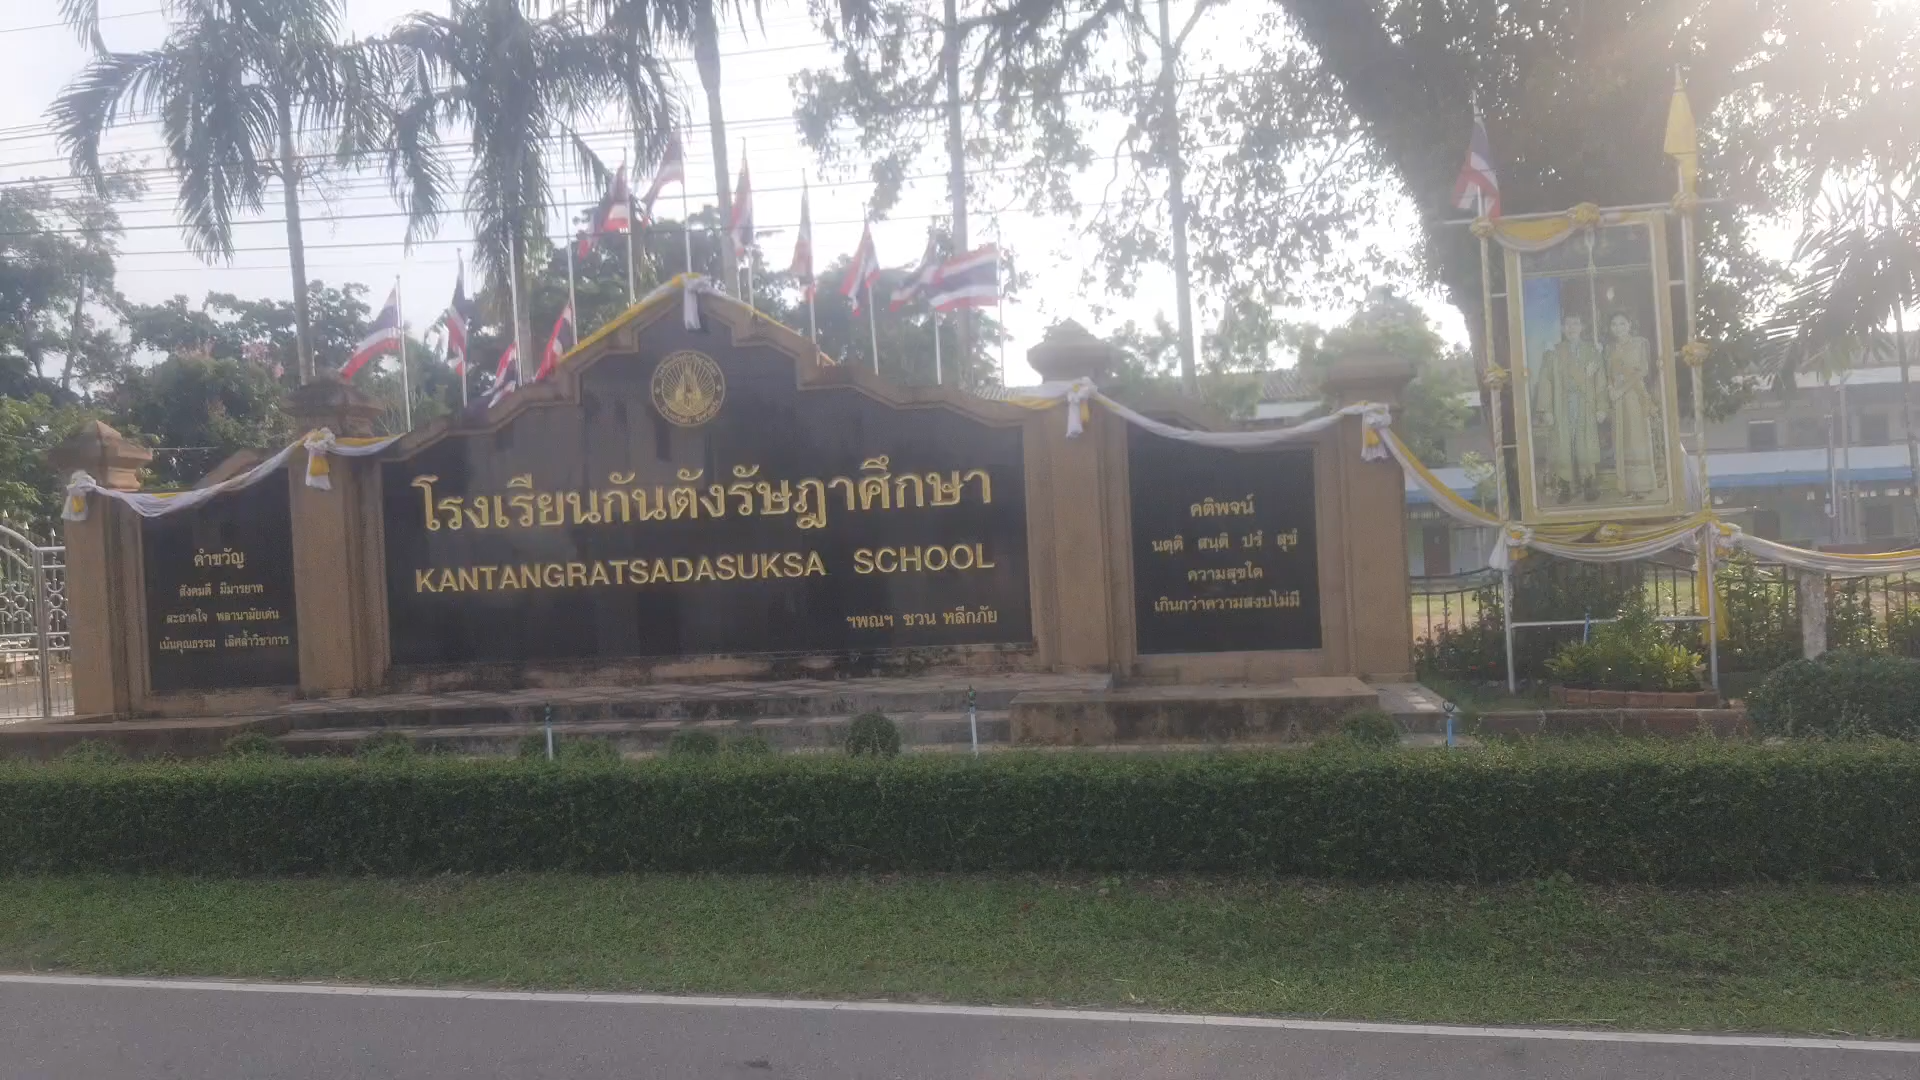 คำขวัญ
สังคมดี มีมารยาท
สะอาดใจ พลานามัยเด่น
เน้นคุณธรรม เลิศล้ำวิชาการ
โรงเรียนกันตังรัษฎาศึกษา
KANTANGRATSADASUKSA SCHOOL
ฯพณฯ ชวน หลีกภัย
คติพจน์
นตฺติ สนฺติ ปรํ สุขํ
ความสุขใด
เกินกว่าความสงบไม่มี